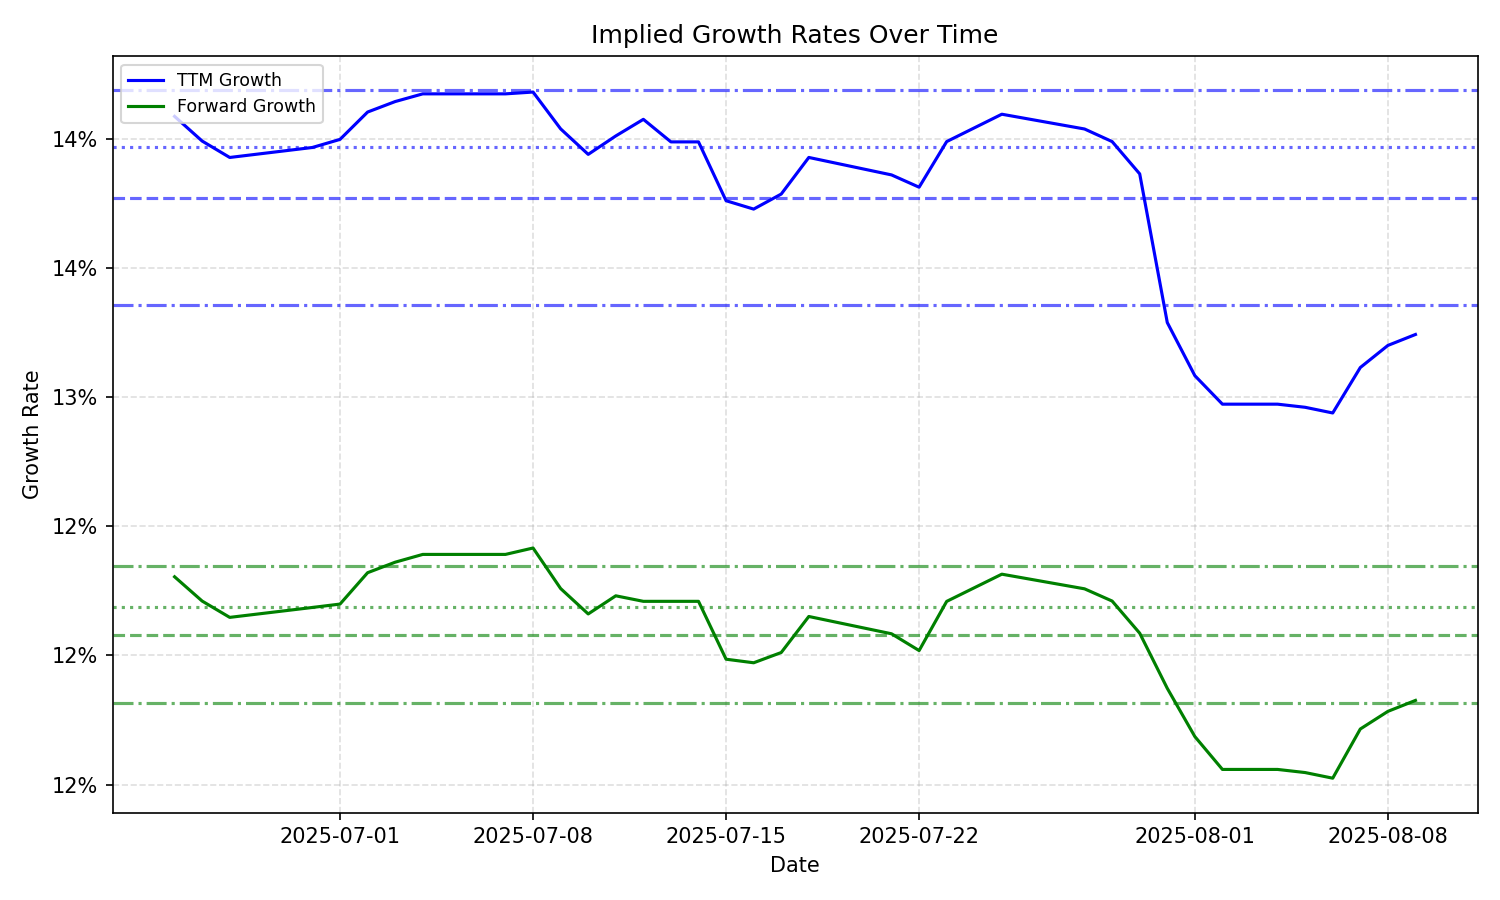 Implied Growth Rates Over Time
TTM Growth
Forward Growth
14%
14%
13%
12%
12%
12%
Growth Rate
2025-07-01
2025-07-08
2025-07-15
2025-07-22
2025-08-01
2025-08-08
Date